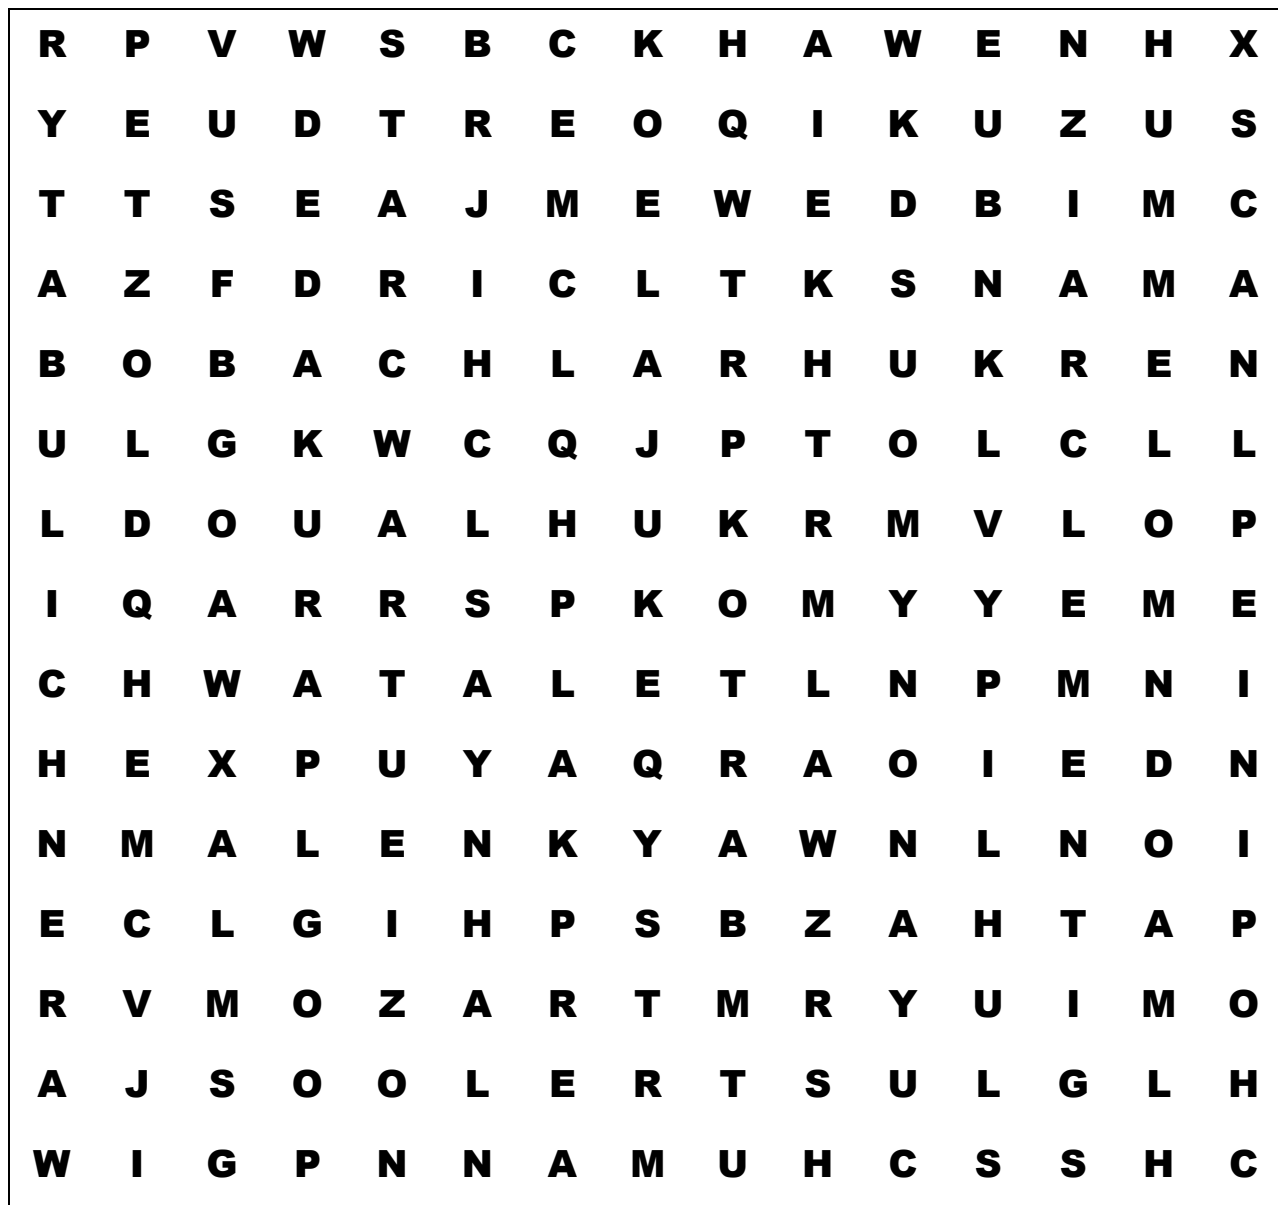 R P V W S B C K H A W E N H X
Y E U D T R E O Q I K U Z U S
T T S E A J M E W E D B I M C
A Z F D R I C L T K S N A M A
B O B A C H L A R H U K R E N
U L G K W C Q J P T O L C L L
L D O U A L H U K R M V L O P
I Q A R R S P K O M Y Y E M E
C H W A T A L E T L N P M N I
H E X P U Y A Q R A O I E D N
N M A L E N K Y A W N L N O I
E C L G I H P S B Z A H T A P
R V M O Z A R T M R Y U I M O
A J S O O L E R T S U L G L H
W I G P N N A M U H C S S H C